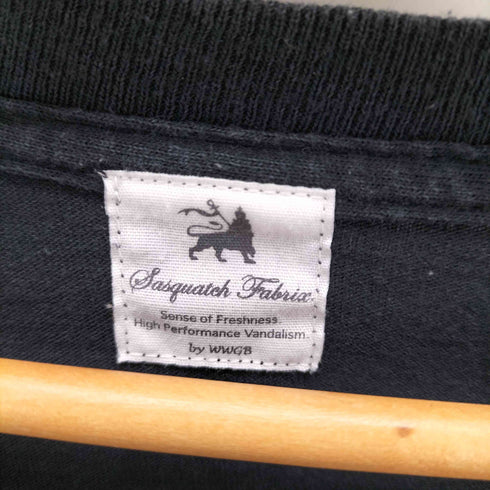 Sasquatch Fabrix.
Sense of Freshness.
High Performance Vandalism
by WWGB